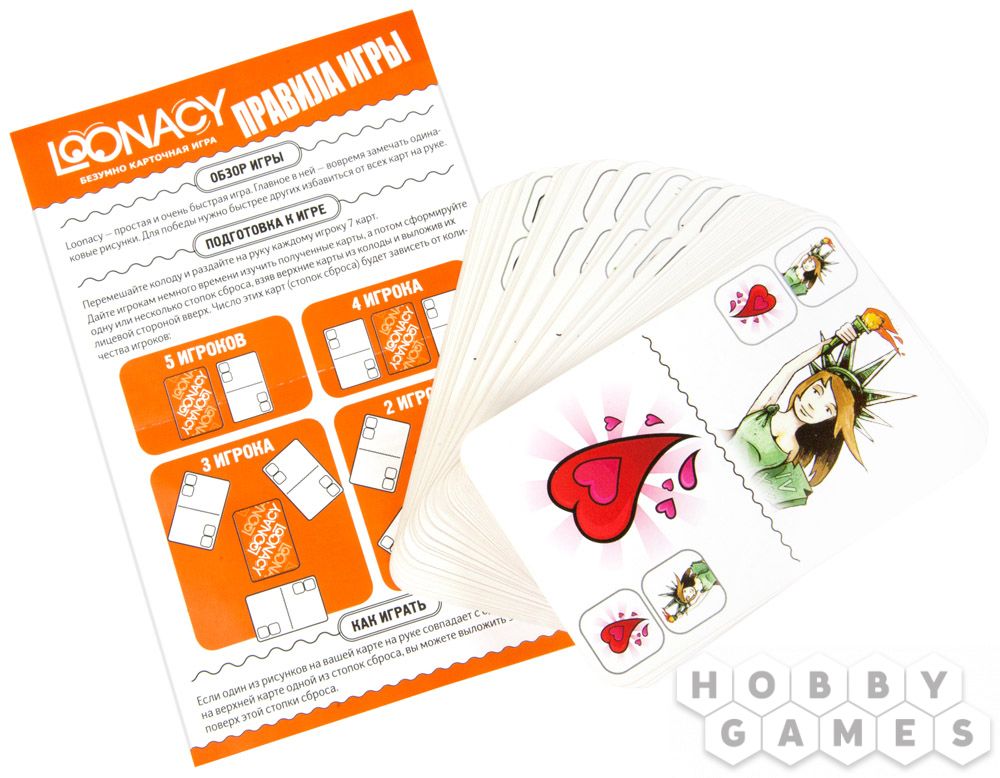 LOONACY
БЕЗУМНО КАРТОЧНАЯ ИГРА
ПРАВИЛА ИГРЫ
ОБЗОР ИГРЫ
Loonacy — простая и очень быстрая игра. Главное в ней — вовремя замечать одина-
ковые рисунки. Для победы нужно быстрее других избавиться от всех карт на руке.
ПОДГОТОВКА К ИГРЕ
Перемешайте колоду и раздайте на руку каждому игроку 7 карт.
Дайте игрокам немного времени изучить полученные карты, а потом сформируйте
одну или несколько стопок сброса, взяв верхние карты из колоды и выложив их
лицевой стороной вверх. Число этих карт (стопок сброса) будет зависеть от коли-
чества игроков:
5 ИГРОКОВ
4 ИГРОКА
LOONACY
LOONACY
3 ИГРОКА
2
LOONACY
КАК ИГРАТЬ
Если один из рисунков на вашей карте на руке совпадает с
на верхней карте одной из стопок сброса, вы можете выложить
поверх этой стопки сброса.
HOBBY
GAMES